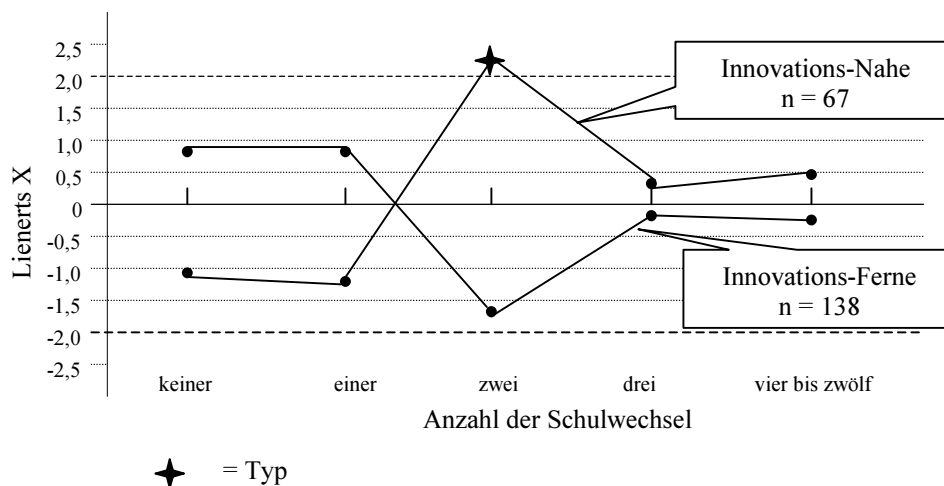 2,5
2,0
1,5
1,0
0,5
0
-0,5
-1,0
-1,5
-2,0
-2,5
Lienerts X
Innovations-Nahe
n = 67
Innovations-Ferne
n = 138
keiner einer zwei drei vier bis zwölf
Anzahl der Schulwechsel
= Typ